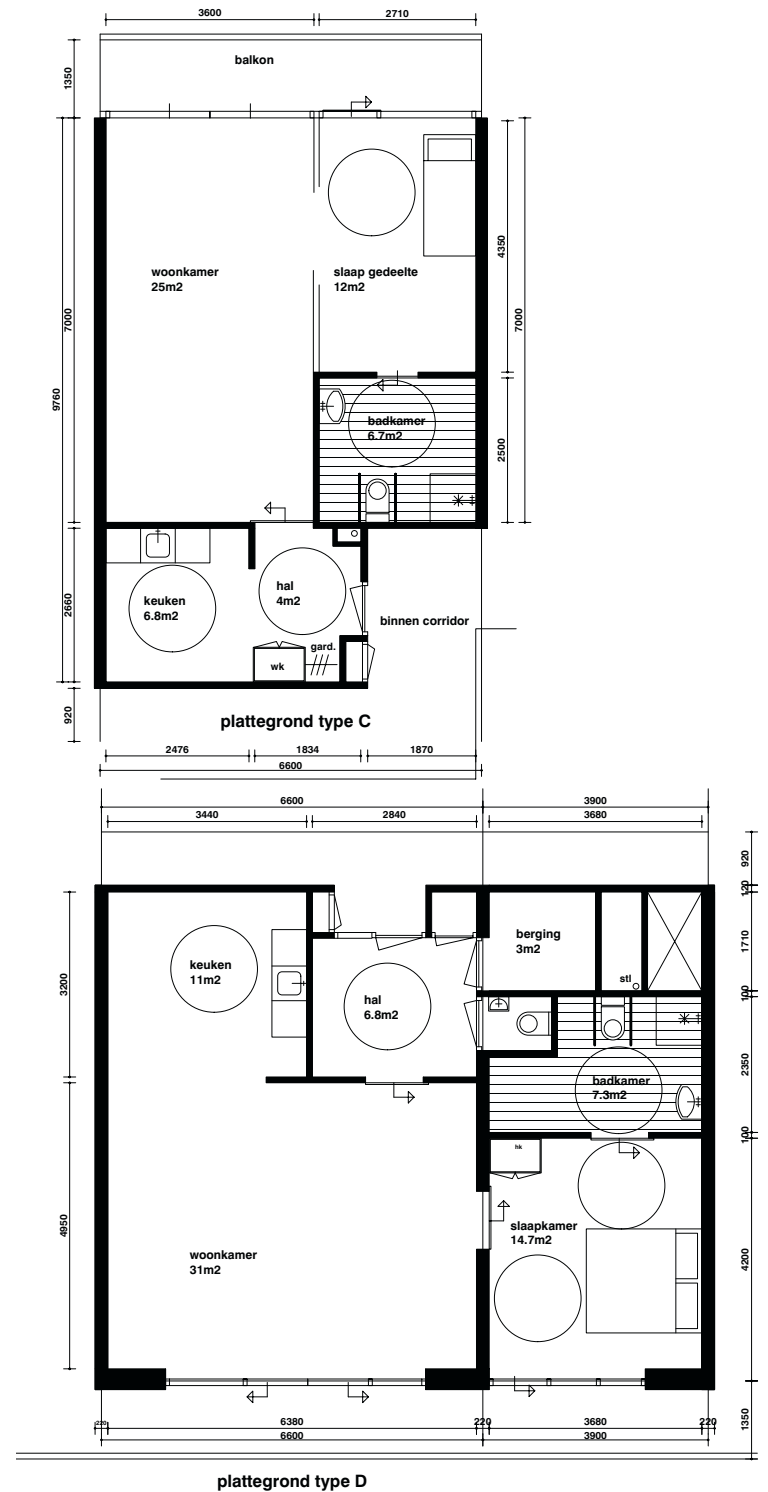 3600 2710
balkon
1350
woonkamer
25m2
slaap gedeelte
12m2
4350
7000
7000
9760
badkamer
6.7m2
2500
keuken
6.8m2
hal
4m2
binnen corridor
gard.
wk
2660
920
plattegrond type C
2476 1834 1870
6600
6600 3900
3440 2840 3680
920
120
berging
3m2
1710
keuken
11m2
stl
3200
hal
6.8m2
100
badkamer
7.3m2
2350
100
hk
slaapkamer
14.7m2
4950
woonkamer
31m2
4200
220 6380 220 3680 220
6600 3900
1350
plattegrond type D